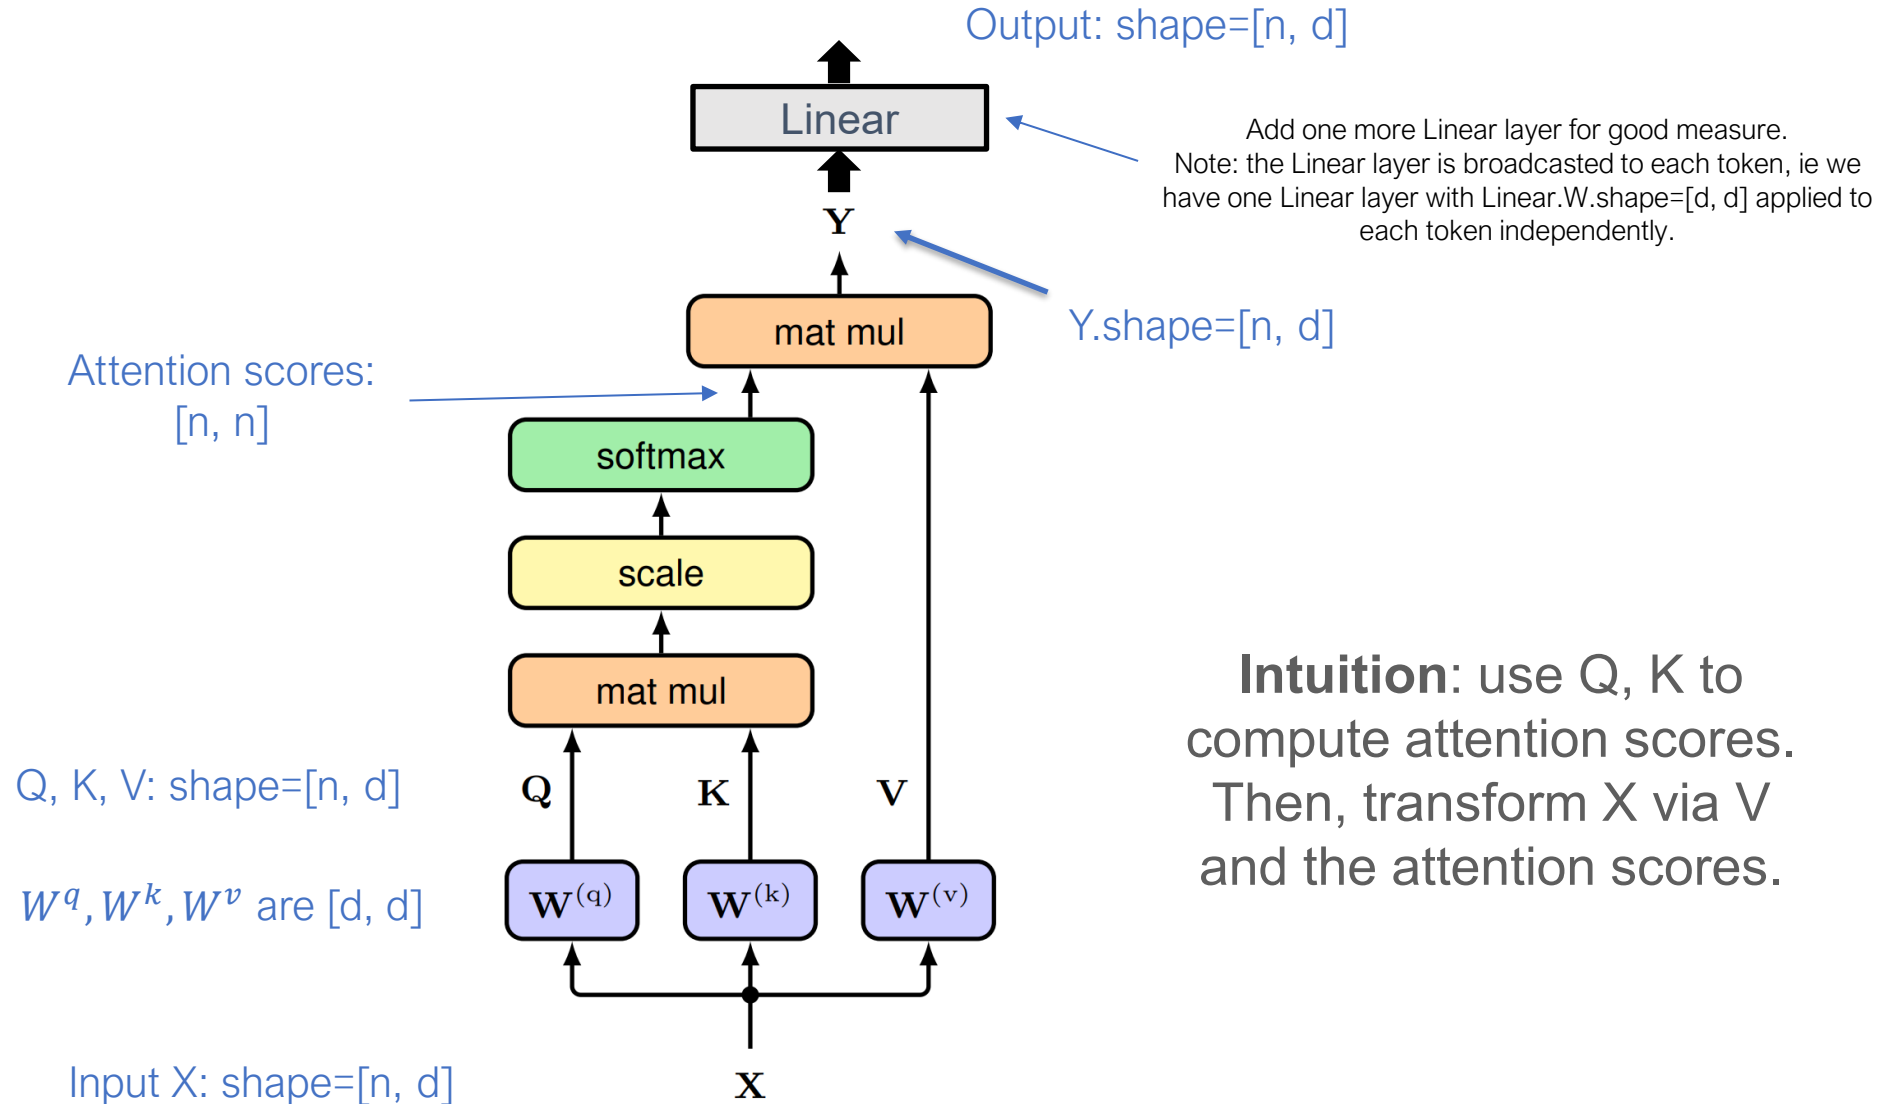 Output: shape=[n, d]
Linear
Add one more Linear layer for good measure.
Note: the Linear layer is broadcasted to each token, ie we
have one Linear layer with Linear.W.shape=[d, d] applied to
each token independently.
Y
Y.shape=[n, d]
mat mul
Attention scores:
[n, n]
softmax
scale
mat mul
Intuition: use Q, K to
compute attention scores.
Then, transform X via V
and the attention scores.
Q, K, V: shape=[n, d]
Q
K
V
W^q, W^k, W^v are [d, d]
W^(q)
W^(k)
W^(v)
Input X: shape=[n, d]
X